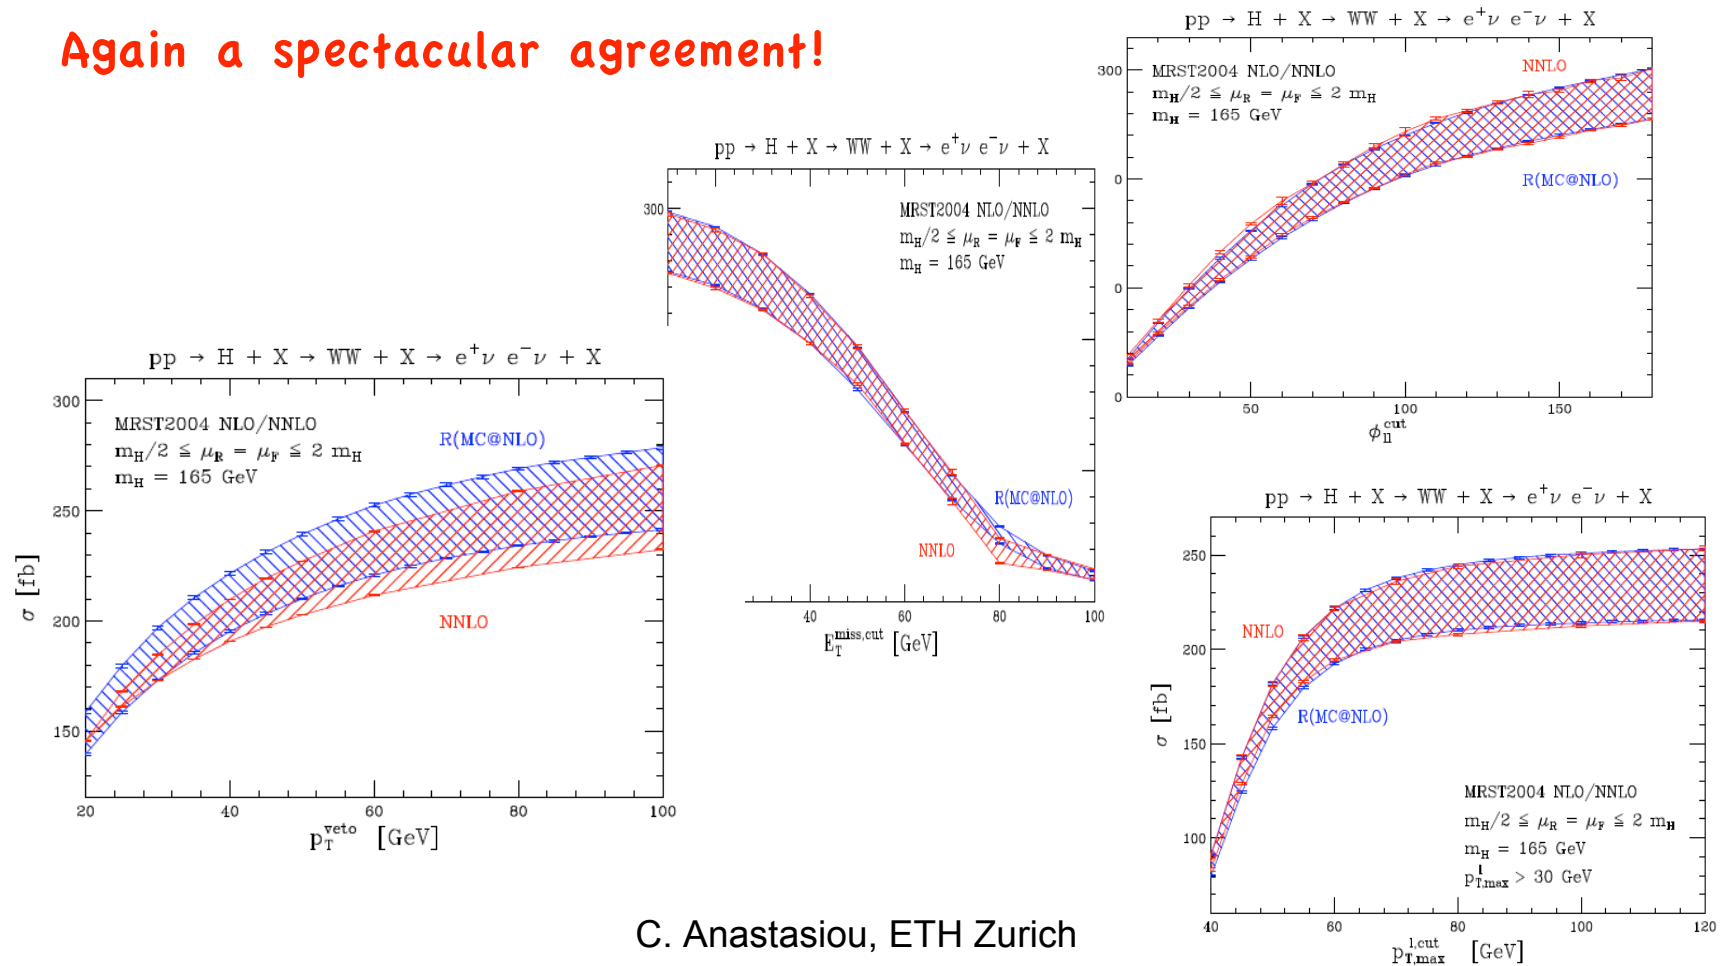 Again a spectacular agreement!
pp → H + X → WW + X → e⁺ν e⁻ν + X
300
250
200
150
MRST2004 NLO/NNLO
m_H/2 ≦ μ_R = μ_F ≦ 2 m_H
m_H = 165 GeV
R(MC@NLO)
NNLO
σ [fb]
20 40 60 80 100
p_T^veto [GeV]
pp → H + X → WW + X → e⁺ν e⁻ν + X
300
MRST2004 NLO/NNLO
m_H/2 ≦ μ_R = μ_F ≦ 2 m_H
m_H = 165 GeV
R(MC@NLO)
NNLO
40 60 80 100
E_T^miss,cut [GeV]
pp → H + X → WW + X → e⁺ν e⁻ν + X
300
0
0
0
NNLO
MRST2004 NLO/NNLO
m_H/2 ≦ μ_R = μ_F ≦ 2 m_H
m_H = 165 GeV
R(MC@NLO)
50 100 150
ϕ_ll^cut
pp → H + X → WW + X → e⁺ν e⁻ν + X
250
200
150
100
σ [fb]
NNLO
R(MC@NLO)
MRST2004 NLO/NNLO
m_H/2 ≦ μ_R = μ_F ≦ 2 m_H
m_H = 165 GeV
p_T,max^l > 30 GeV
40 60 80 100 120
p_T,max^l,cut [GeV]
C. Anastasiou, ETH Zurich